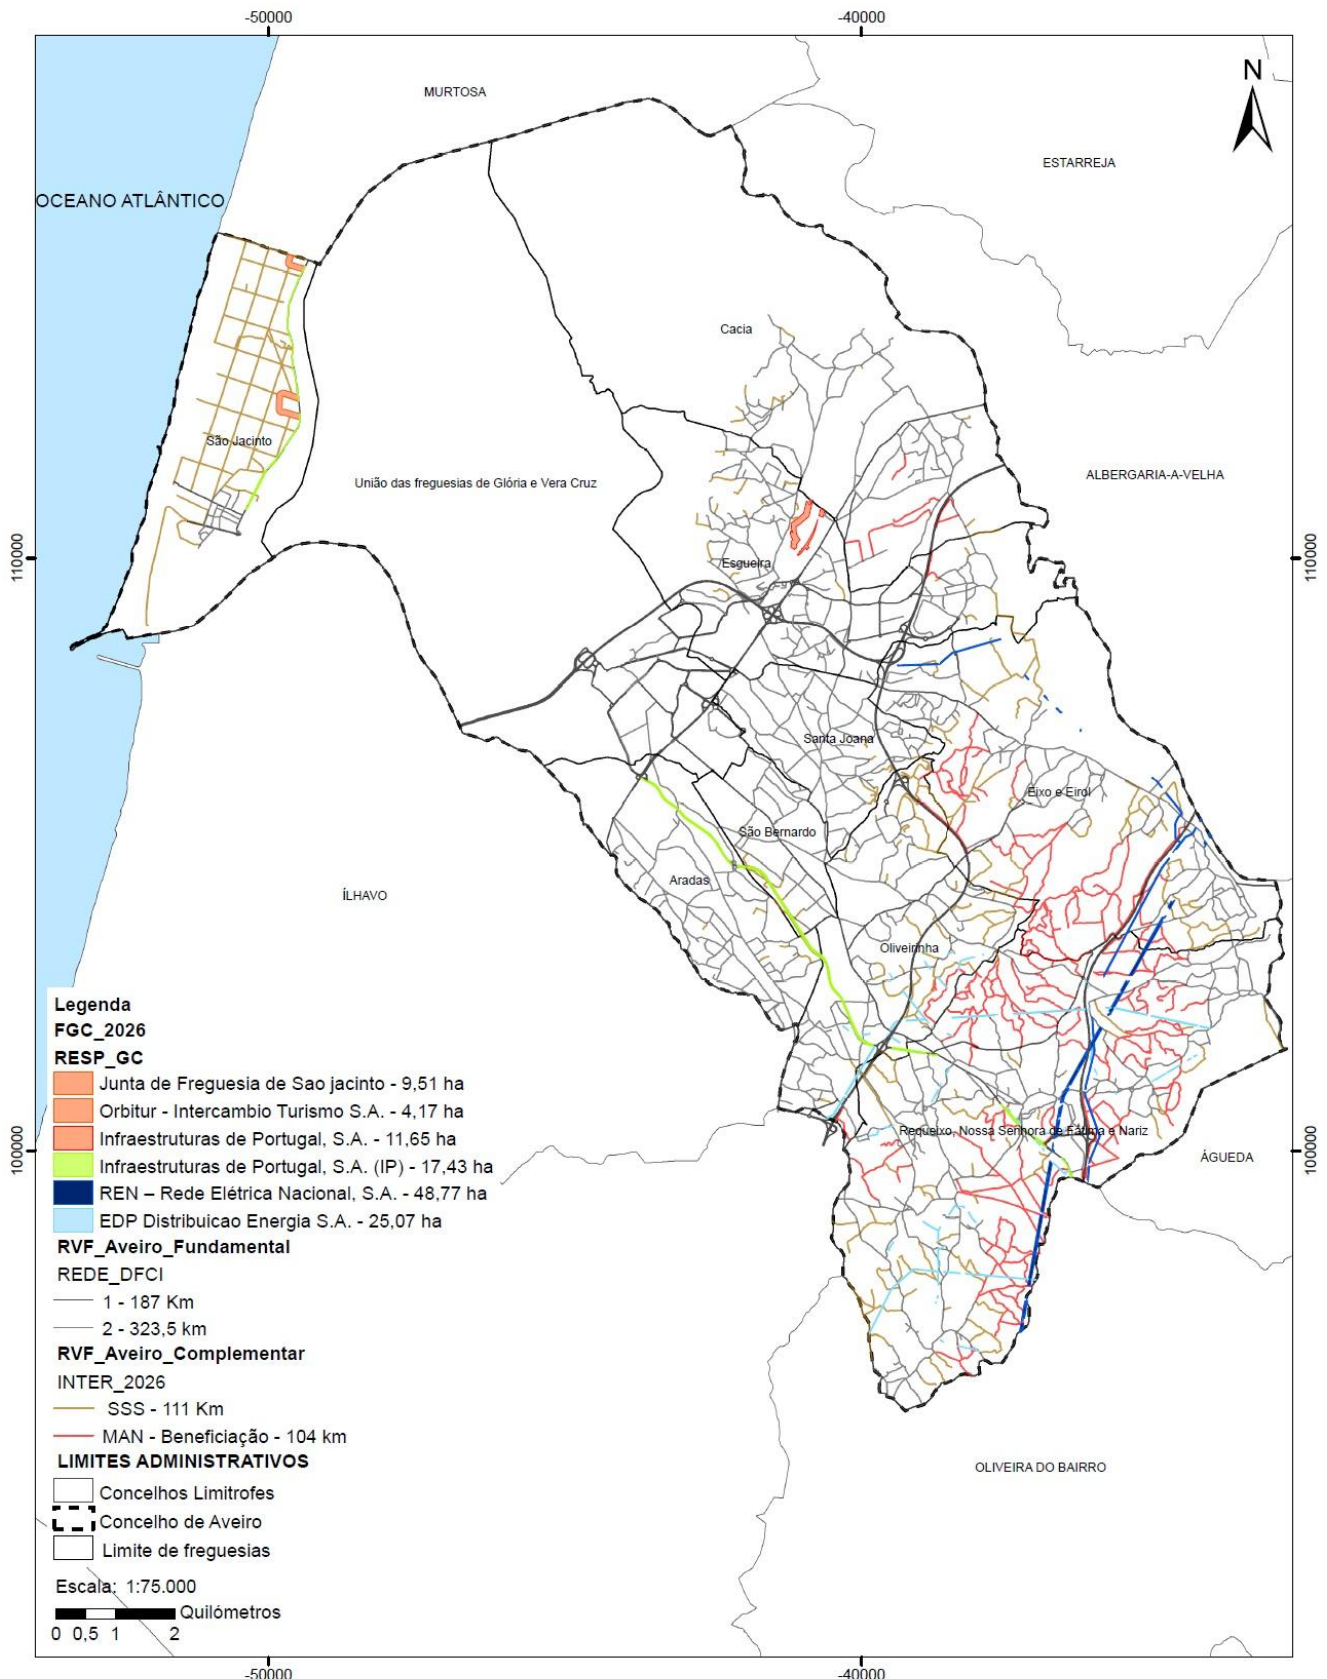 -50000
-40000
N
MURTOSA
ESTARREJA
OCEANO ATLÂNTICO
Cacia
São Jacinto
ALBERGARIA-A-VELHA
União das freguesias de Glória e Vera Cruz
110000
110000
Esgueira
Santa Joana
Eixo e Eirol
São Bernardo
Aradas
ÍLHAVO
Oliveirinha
Requeixo, Nossa Senhora de Fátima e Nariz
100000
100000
ÁGUEDA
OLIVEIRA DO BAIRRO
Legenda
FGC_2026
RESP_GC
Junta de Freguesia de Sao jacinto - 9,51 ha
Orbitur - Intercambio Turismo S.A. - 4,17 ha
Infraestruturas de Portugal, S.A. - 11,65 ha
Infraestruturas de Portugal, S.A. (IP) - 17,43 ha
REN – Rede Elétrica Nacional, S.A. - 48,77 ha
EDP Distribuicao Energia S.A. - 25,07 ha
RVF_Aveiro_Fundamental
REDE_DFCI
1 - 187 Km
2 - 323,5 km
RVF_Aveiro_Complementar
INTER_2026
SSS - 111 Km
MAN - Beneficiação - 104 km
LIMITES ADMINISTRATIVOS
Concelhos Limitrofes
Concelho de Aveiro
Limite de freguesias
Escala: 1:75.000
Quilómetros
0 0,5 1 2
-50000
-40000